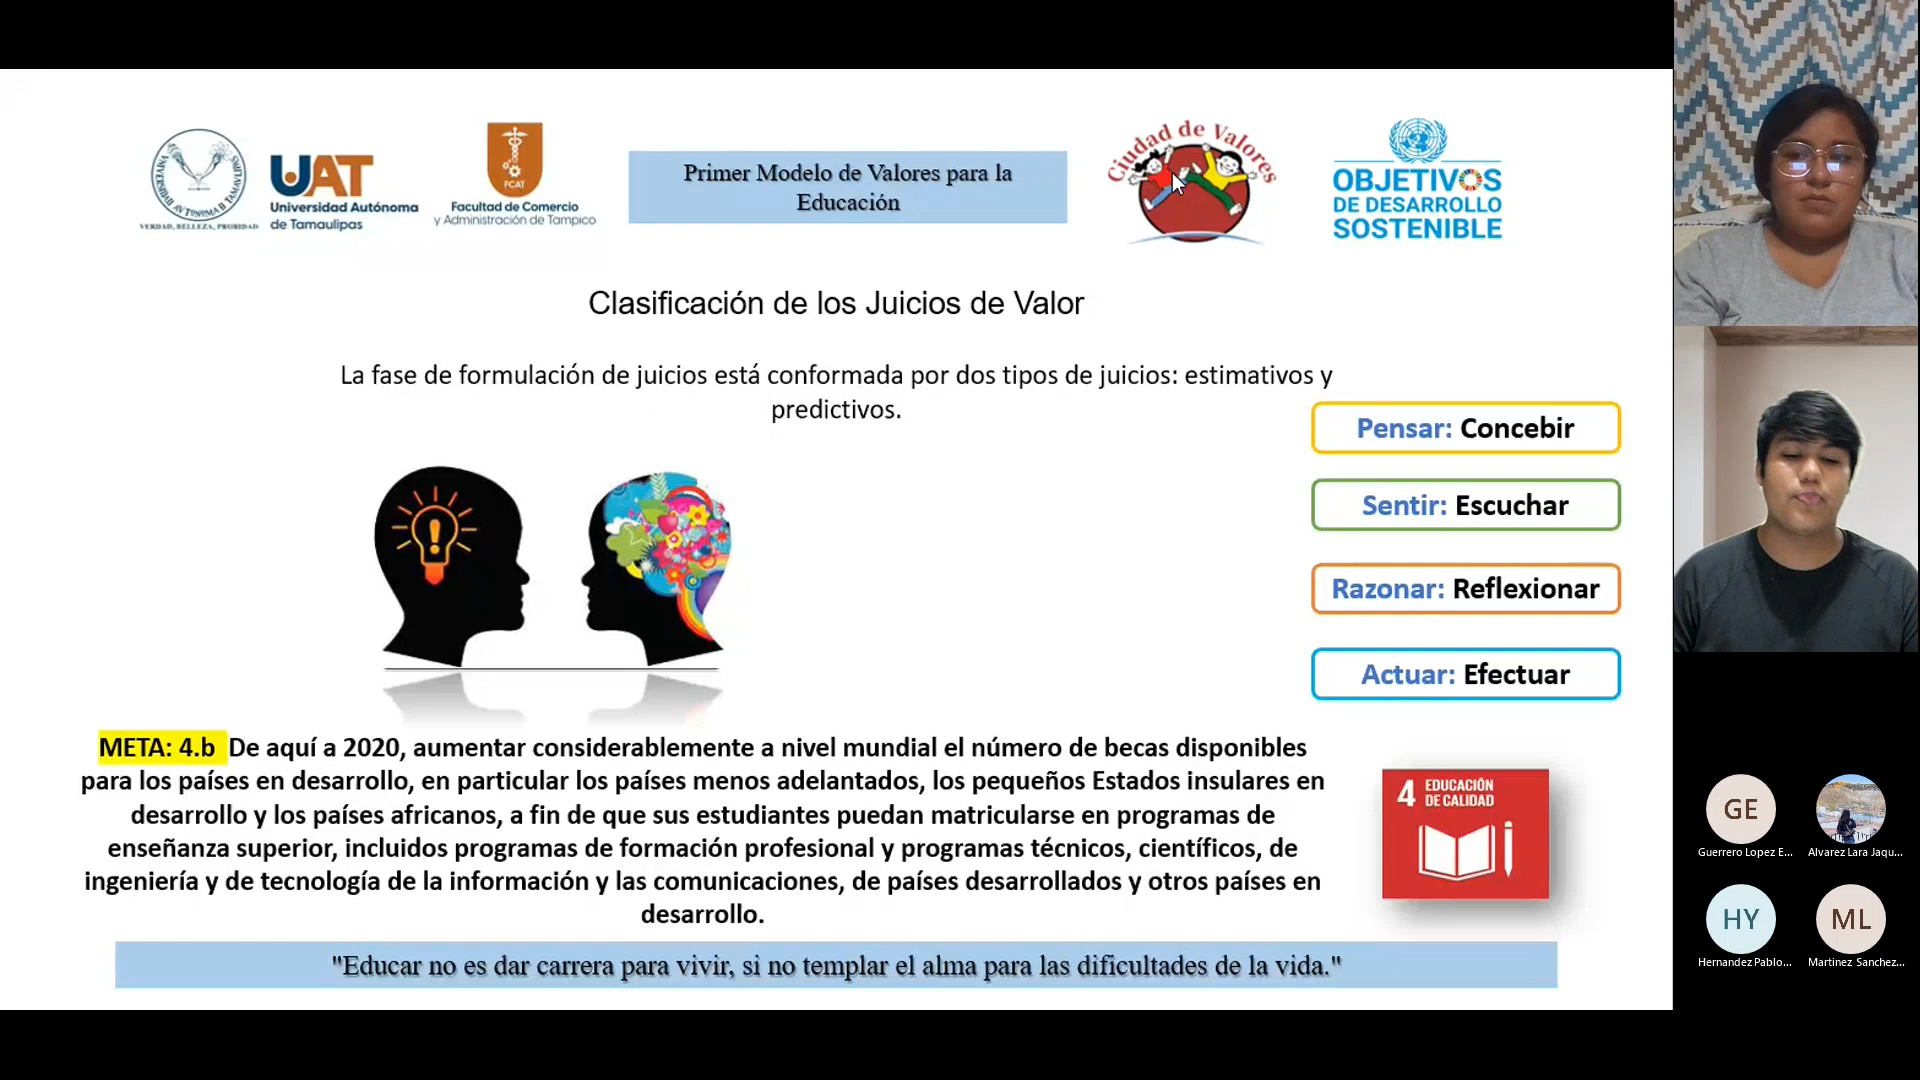 UNIVERSIDAD AUTÓNOMA DE TAMAULIPAS
VERDAD, BELLEZA, PROBIDAD
UAT
Universidad Autónoma
de Tamaulipas
FCAT
Facultad de Comercio
y Administración de Tampico
Primer Modelo de Valores para la
Educación
Ciudad de Valores
OBJETIVOS
DE DESARROLLO
SOSTENIBLE
Clasificación de los Juicios de Valor
La fase de formulación de juicios está conformada por dos tipos de juicios: estimativos y
predictivos.
Pensar: Concebir
Sentir: Escuchar
Razonar: Reflexionar
Actuar: Efectuar
META: 4.b De aquí a 2020, aumentar considerablemente a nivel mundial el número de becas disponibles
para los países en desarrollo, en particular los países menos adelantados, los pequeños Estados insulares en
desarrollo y los países africanos, a fin de que sus estudiantes puedan matricularse en programas de
enseñanza superior, incluidos programas de formación profesional y programas técnicos, científicos, de
ingeniería y de tecnología de la información y las comunicaciones, de países desarrollados y otros países en
desarrollo.
4 EDUCACIÓN
DE CALIDAD
"Educar no es dar carrera para vivir, si no templar el alma para las dificultades de la vida."
GE
Guerrero Lopez E...
Alvarez Lara Jaqu...
HY
Hernandez Pablo...
ML
Martinez Sanchez...